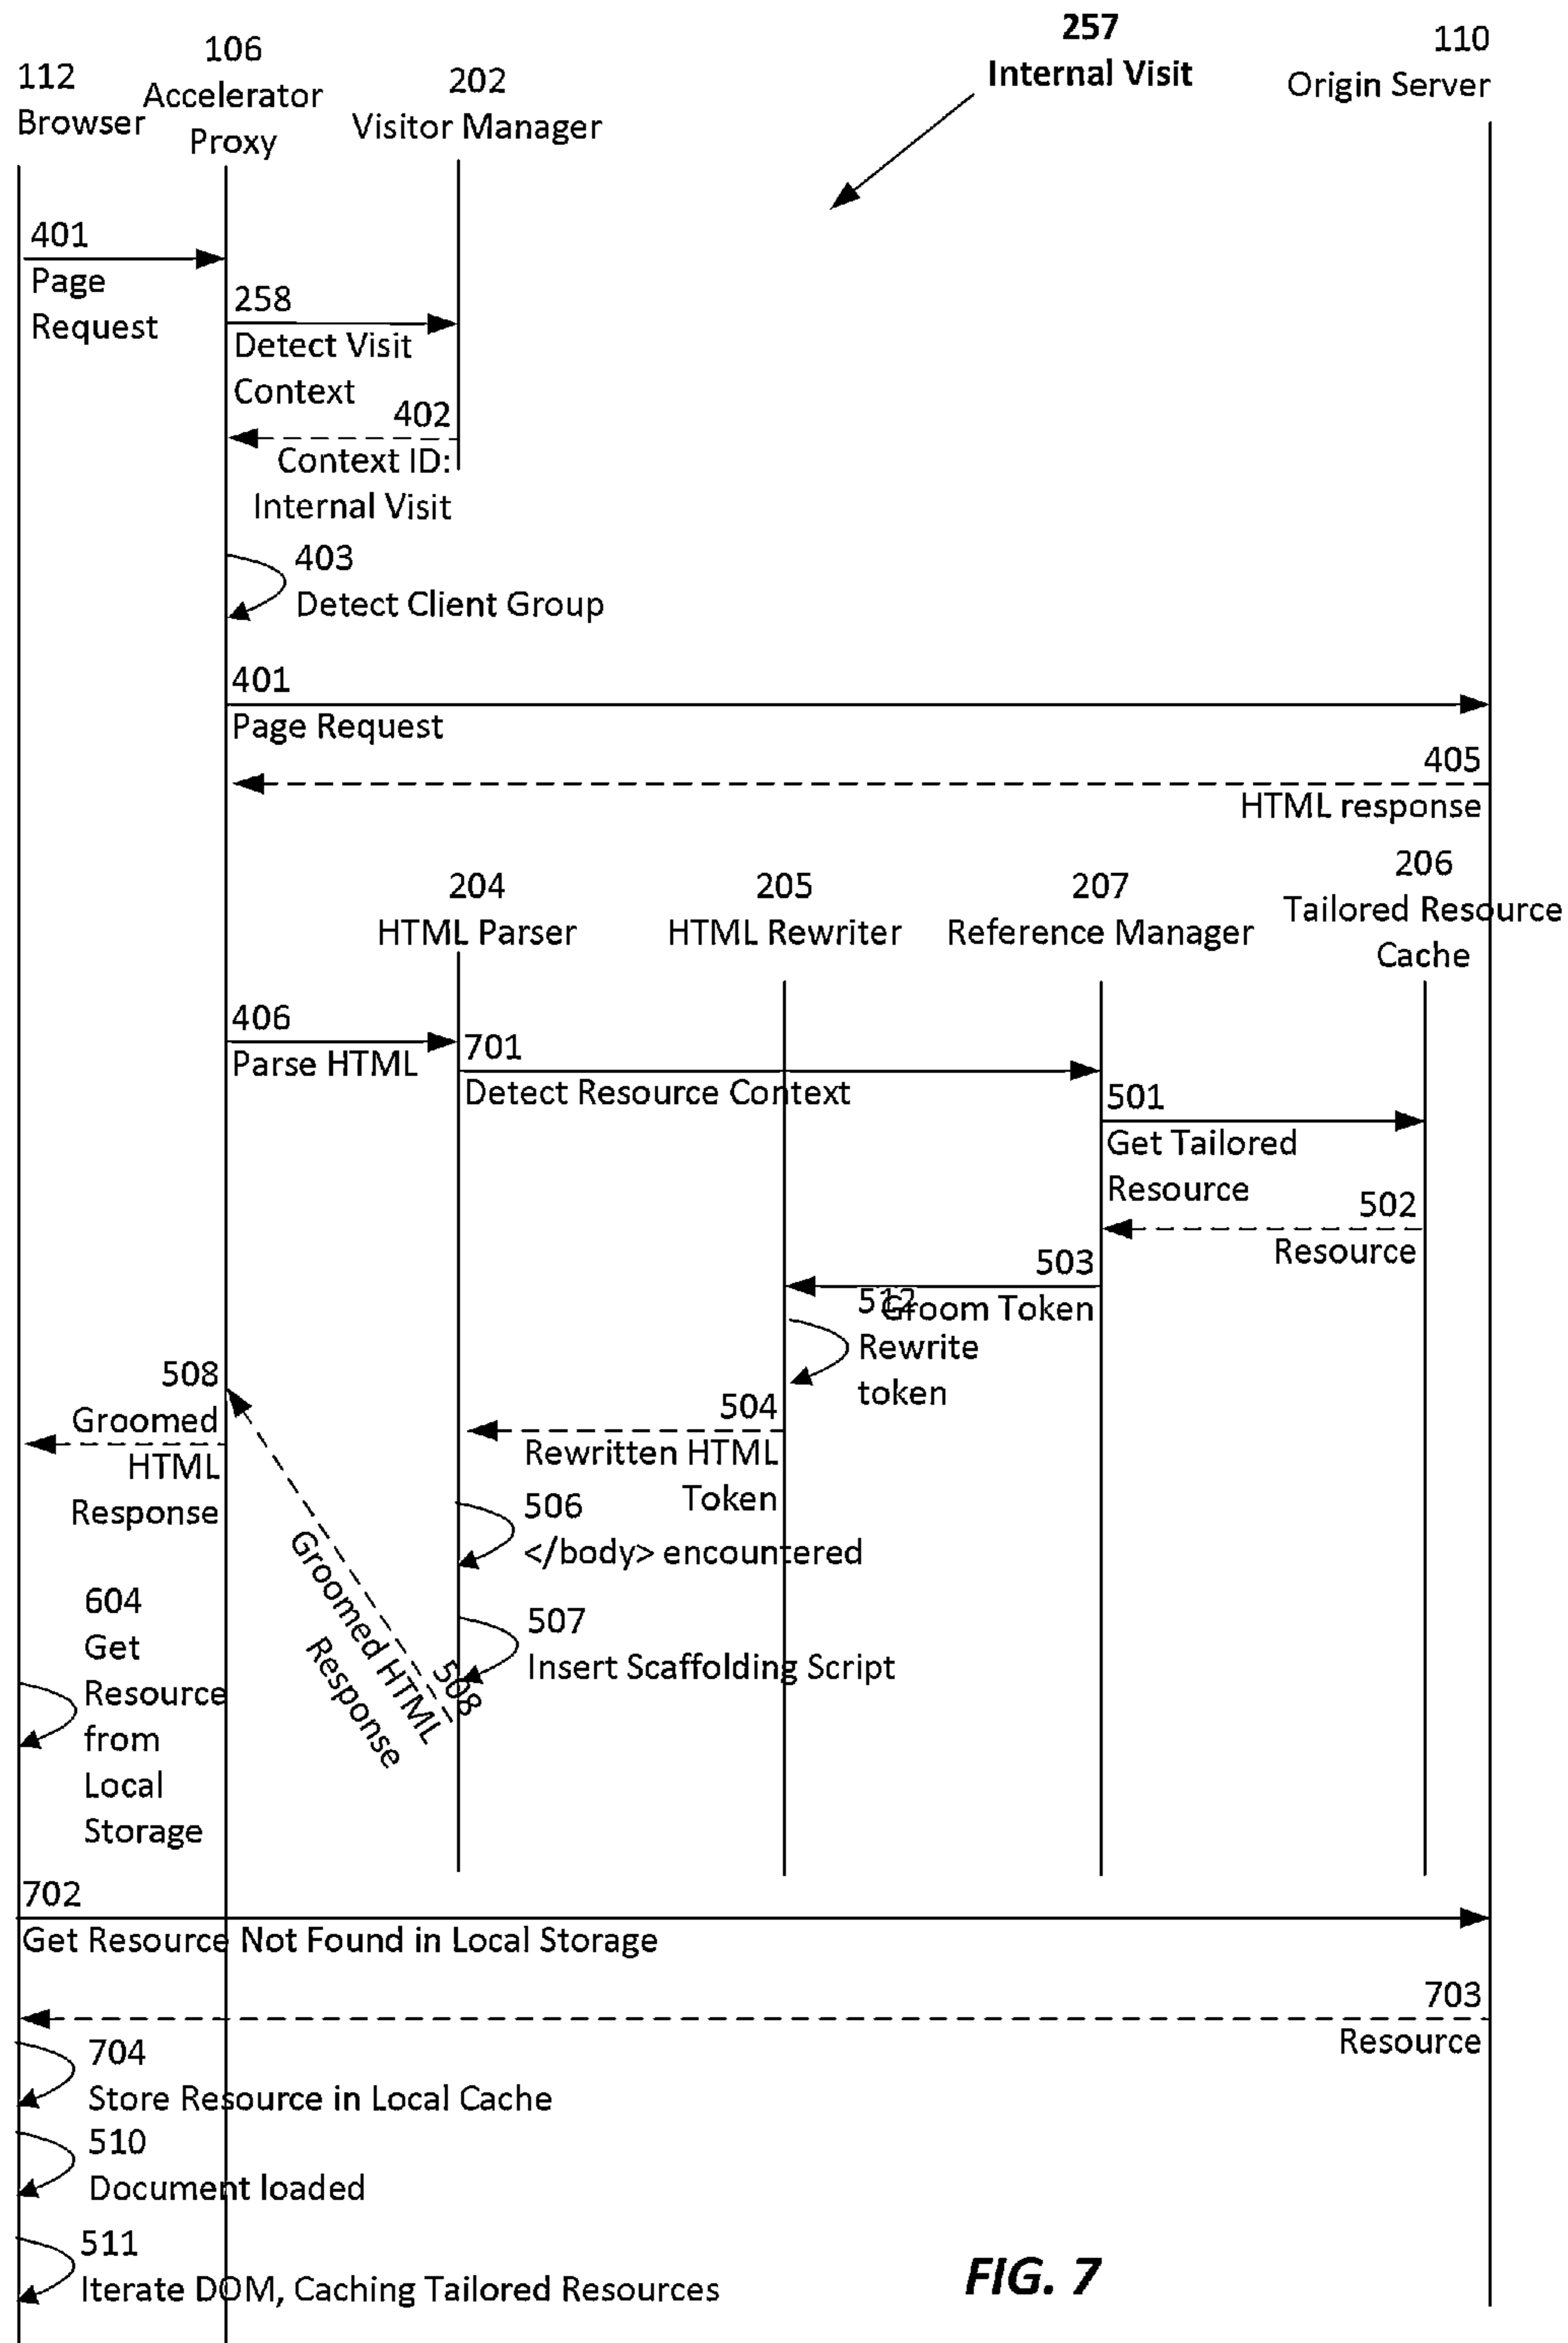 257
Internal Visit
112
Browser
106
Accelerator
Proxy
202
Visitor Manager
110
Origin Server
401
Page
Request
258
Detect Visit
Context
402
Context ID:
Internal Visit
403
Detect Client Group
401
Page Request
405
HTML response
204
HTML Parser
205
HTML Rewriter
207
Reference Manager
206
Tailored Resource
Cache
406
Parse HTML
701
Detect Resource Context
501
Get Tailored
Resource
502
Resource
503
Groom Token
512
Rewrite
token
504
Rewritten HTML
Token
508
Groomed
HTML
Response
506
</body> encountered
507
Insert Scaffolding Script
508
Groomed HTML
Response
604
Get
Resource
from
Local
Storage
702
Get Resource Not Found in Local Storage
703
Resource
704
Store Resource in Local Cache
510
Document loaded
511
Iterate DOM, Caching Tailored Resources
FIG. 7